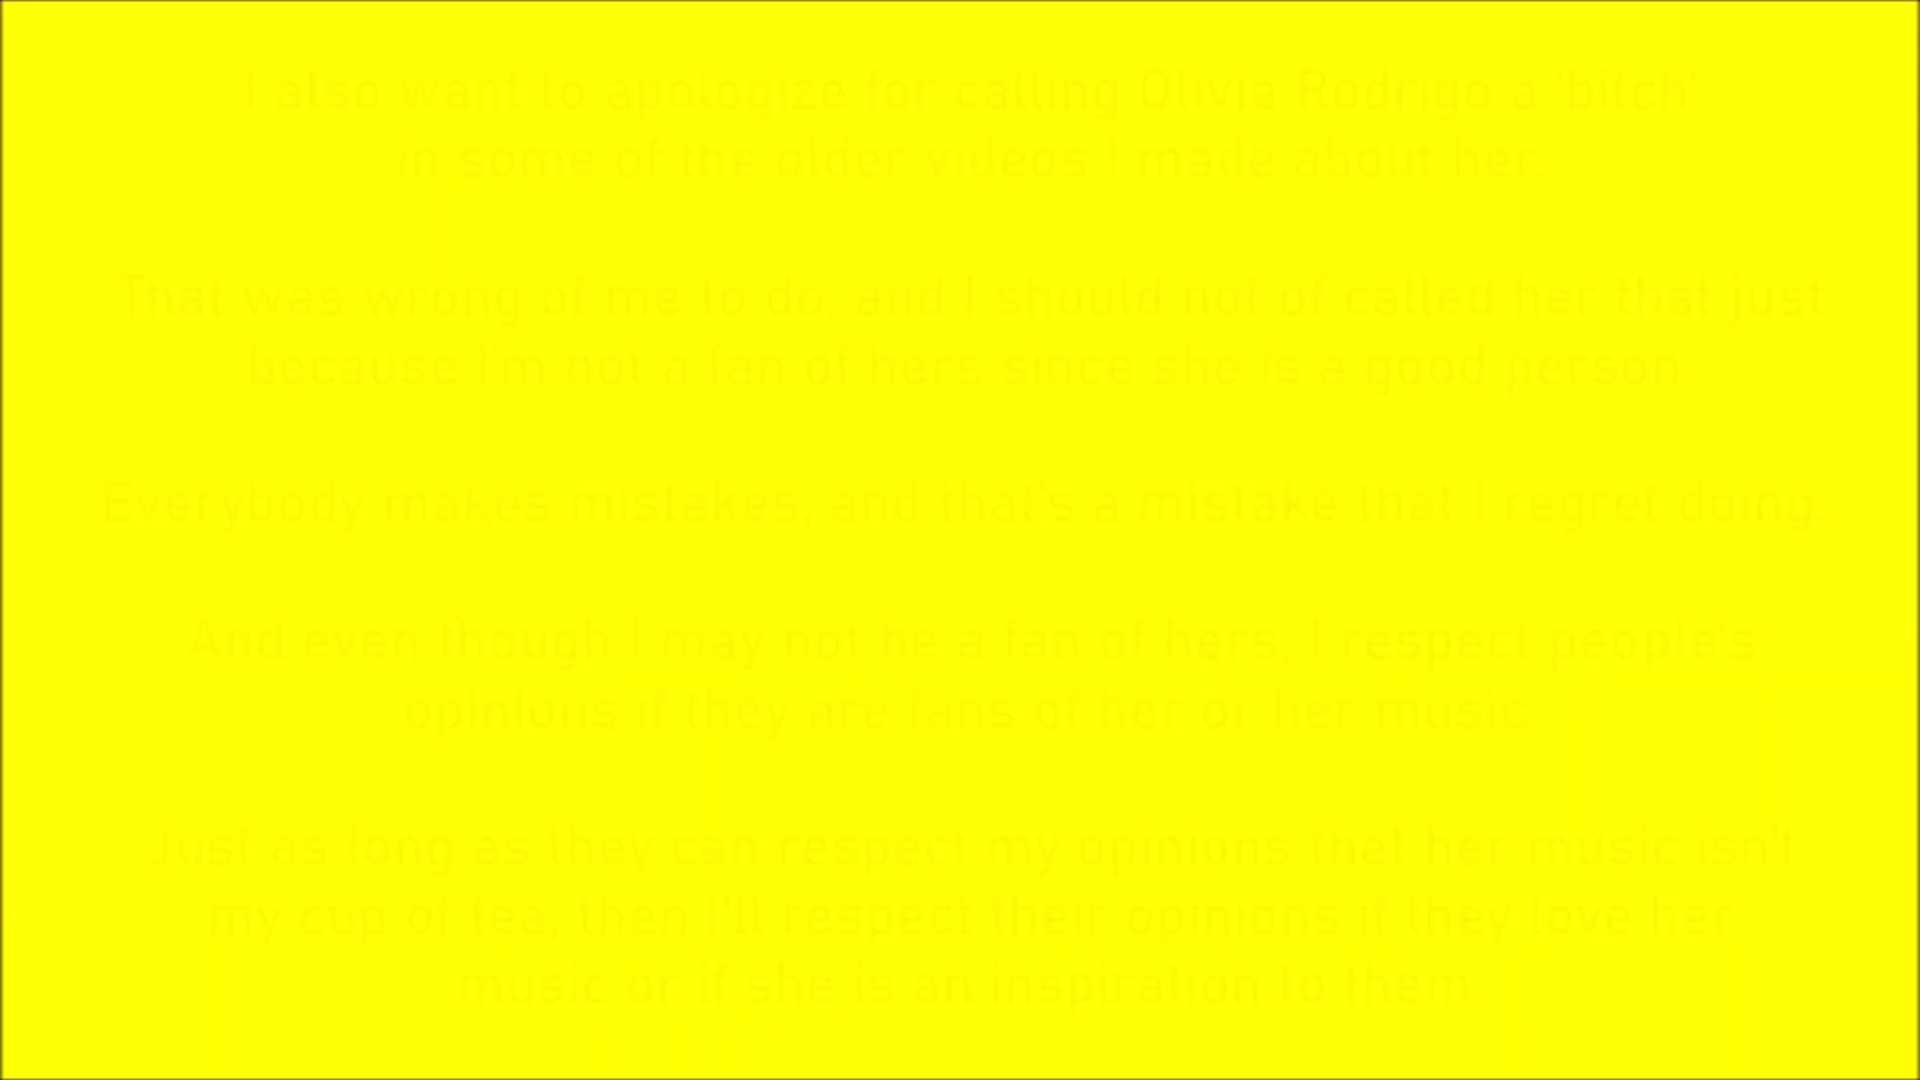 I also want to apologize for calling Olivia Rodrigo a 'bitch'
in some of the older videos I made about her.
That was wrong of me to do, and I should not of called her that just
because I'm not a fan of hers since she is a good person.
Everybody makes mistakes, and that's a mistake that I regret doing..
And even though I may not be a fan of hers, I respect people's
opinions if they are fans of her or her music.
Just as long as they can respect my opinions that her music isn't
my cup of tea, then I'll respect their opinions if they love her
music or if she is an inspiration to them.